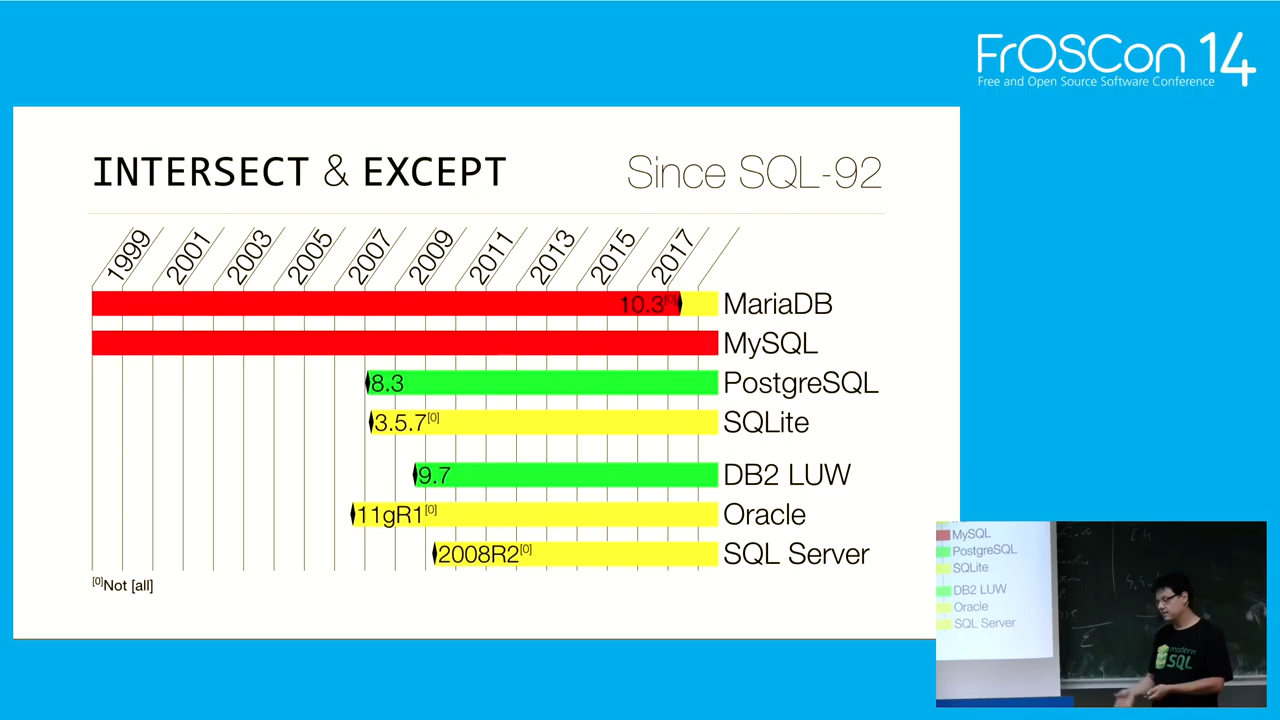 FrOSCon 14
Free and Open Source Software Conference
INTERSECT & EXCEPT
Since SQL-92
1999
2001
2003
2005
2007
2009
2011
2013
2015
2017
10.3[0] MariaDB
MySQL
8.3 PostgreSQL
3.5.7[0] SQLite
9.7 DB2 LUW
11gR1[0] Oracle
2008R2[0] SQL Server
[0]Not [all]
MySQL
PostgreSQL
SQLite
DB2 LUW
Oracle
SQL Server
modern
SQL